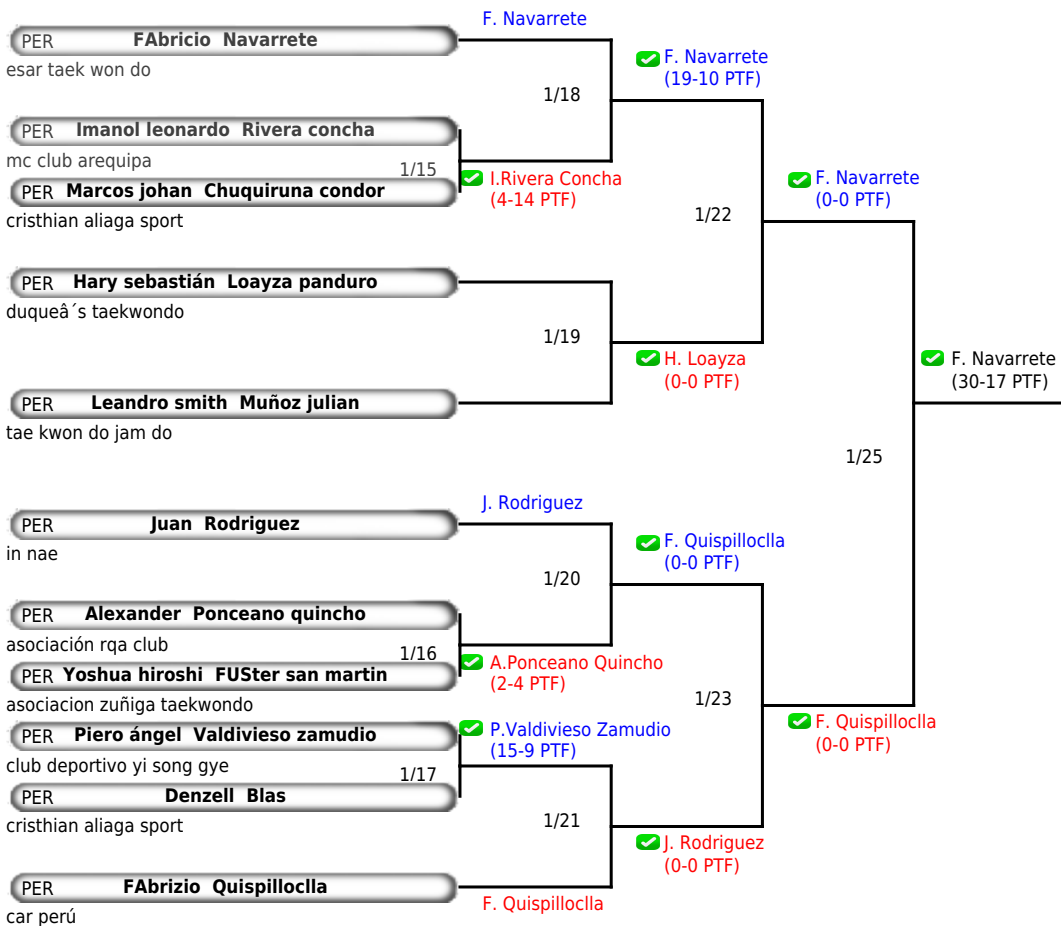 F. Navarrete
PER FAbricio Navarrete
esar taek won do
F. Navarrete
(19-10 PTF)
1/18
PER Imanol leonardo Rivera concha
mc club arequipa
1/15
PER Marcos johan Chuquiruna condor
cristhian aliaga sport
I.Rivera Concha
(4-14 PTF)
F. Navarrete
(0-0 PTF)
1/22
PER Hary sebastián Loayza panduro
duqueâ´s taekwondo
1/19
H. Loayza
(0-0 PTF)
F. Navarrete
(30-17 PTF)
PER Leandro smith Muñoz julian
tae kwon do jam do
1/25
J. Rodriguez
PER Juan Rodriguez
in nae
F. Quispilloclla
(0-0 PTF)
1/20
PER Alexander Ponceano quincho
asociación rqa club
1/16
PER Yoshua hiroshi FUSter san martin
asociacion zuñiga taekwondo
A.Ponceano Quincho
(2-4 PTF)
1/23
PER Piero ángel Valdivieso zamudio
club deportivo yi song gye
P.Valdivieso Zamudio
(15-9 PTF)
F. Quispilloclla
(0-0 PTF)
1/17
PER Denzell Blas
cristhian aliaga sport
1/21
J. Rodriguez
(0-0 PTF)
PER FAbrizio Quispilloclla
car perú
F. Quispilloclla